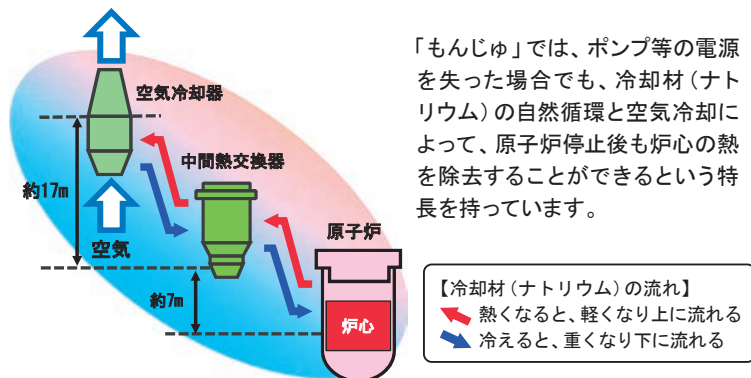 空気冷却器
中間熱交換器
約17m
空気
原子炉
約7m
炉心
「もんじゅ」では、ポンプ等の電源
を失った場合でも、冷却材(ナト
リウム)の自然循環と空気冷却に
よって、原子炉停止後も炉心の熱
を除去することができるという特
長を持っています。
【冷却材(ナトリウム)の流れ】
熱くなると、軽くなり上に流れる
冷えると、重くなり下に流れる